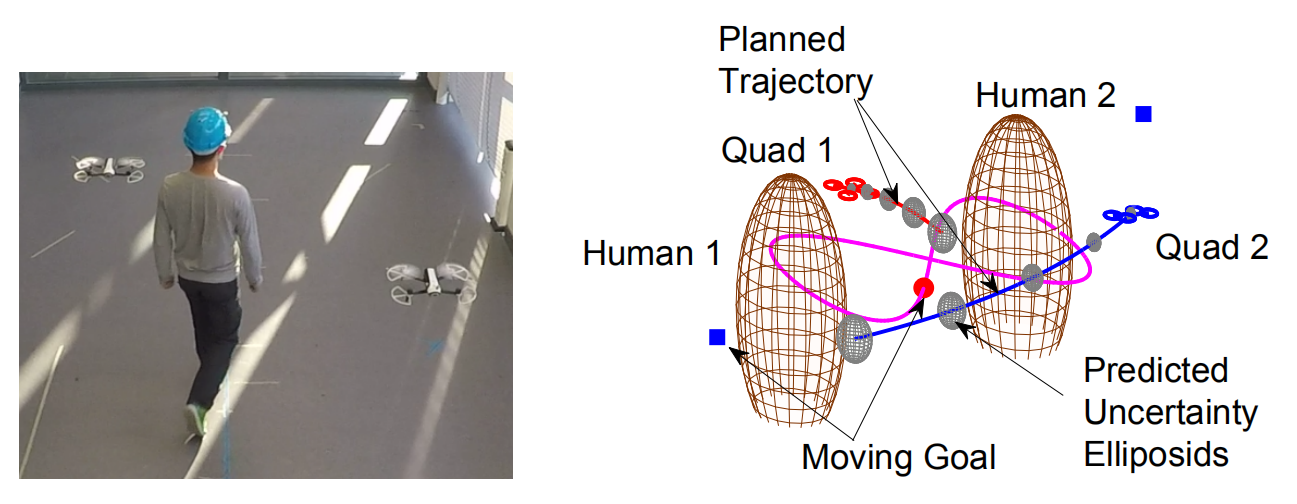 Planned
Trajectory
Human 2
Quad 1
Human 1
Quad 2
Predicted
Uncertainty
Elliposids
Moving Goal